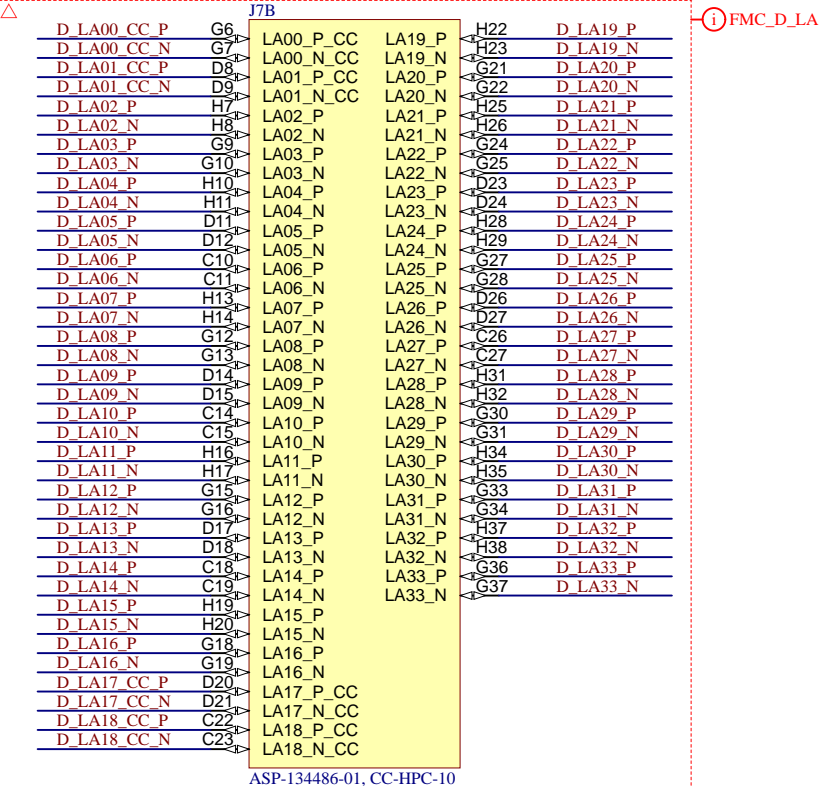 J7B
FMC_D_LA
D_LA00_CC_P G6 LA00_P_CC LA19_P H22 D_LA19_P
D_LA00_CC_N G7 LA00_N_CC LA19_N H23 D_LA19_N
D_LA01_CC_P D8 LA01_P_CC LA20_P G21 D_LA20_P
D_LA01_CC_N D9 LA01_N_CC LA20_N G22 D_LA20_N
D_LA02_P H7 LA02_P LA21_P H25 D_LA21_P
D_LA02_N H8 LA02_N LA21_N H26 D_LA21_N
D_LA03_P G9 LA03_P LA22_P G24 D_LA22_P
D_LA03_N G10 LA03_N LA22_N G25 D_LA22_N
D_LA04_P H10 LA04_P LA23_P D23 D_LA23_P
D_LA04_N H11 LA04_N LA23_N D24 D_LA23_N
D_LA05_P D11 LA05_P LA24_P H28 D_LA24_P
D_LA05_N D12 LA05_N LA24_N H29 D_LA24_N
D_LA06_P C10 LA06_P LA25_P G27 D_LA25_P
D_LA06_N C11 LA06_N LA25_N G28 D_LA25_N
D_LA07_P H13 LA07_P LA26_P D26 D_LA26_P
D_LA07_N H14 LA07_N LA26_N D27 D_LA26_N
D_LA08_P G12 LA08_P LA27_P C26 D_LA27_P
D_LA08_N G13 LA08_N LA27_N C27 D_LA27_N
D_LA09_P D14 LA09_P LA28_P H31 D_LA28_P
D_LA09_N D15 LA09_N LA28_N H32 D_LA28_N
D_LA10_P C14 LA10_P LA29_P G30 D_LA29_P
D_LA10_N C15 LA10_N LA29_N G31 D_LA29_N
D_LA11_P H16 LA11_P LA30_P H34 D_LA30_P
D_LA11_N H17 LA11_N LA30_N H35 D_LA30_N
D_LA12_P G15 LA12_P LA31_P G33 D_LA31_P
D_LA12_N G16 LA12_N LA31_N G34 D_LA31_N
D_LA13_P D17 LA13_P LA32_P H37 D_LA32_P
D_LA13_N D18 LA13_N LA32_N H38 D_LA32_N
D_LA14_P C18 LA14_P LA33_P G36 D_LA33_P
D_LA14_N C19 LA14_N LA33_N G37 D_LA33_N
D_LA15_P H19 LA15_P
D_LA15_N H20 LA15_N
D_LA16_P G18 LA16_P
D_LA16_N G19 LA16_N
D_LA17_CC_P D20 LA17_P_CC
D_LA17_CC_N D21 LA17_N_CC
D_LA18_CC_P C22 LA18_P_CC
D_LA18_CC_N C23 LA18_N_CC
ASP-134486-01, CC-HPC-10